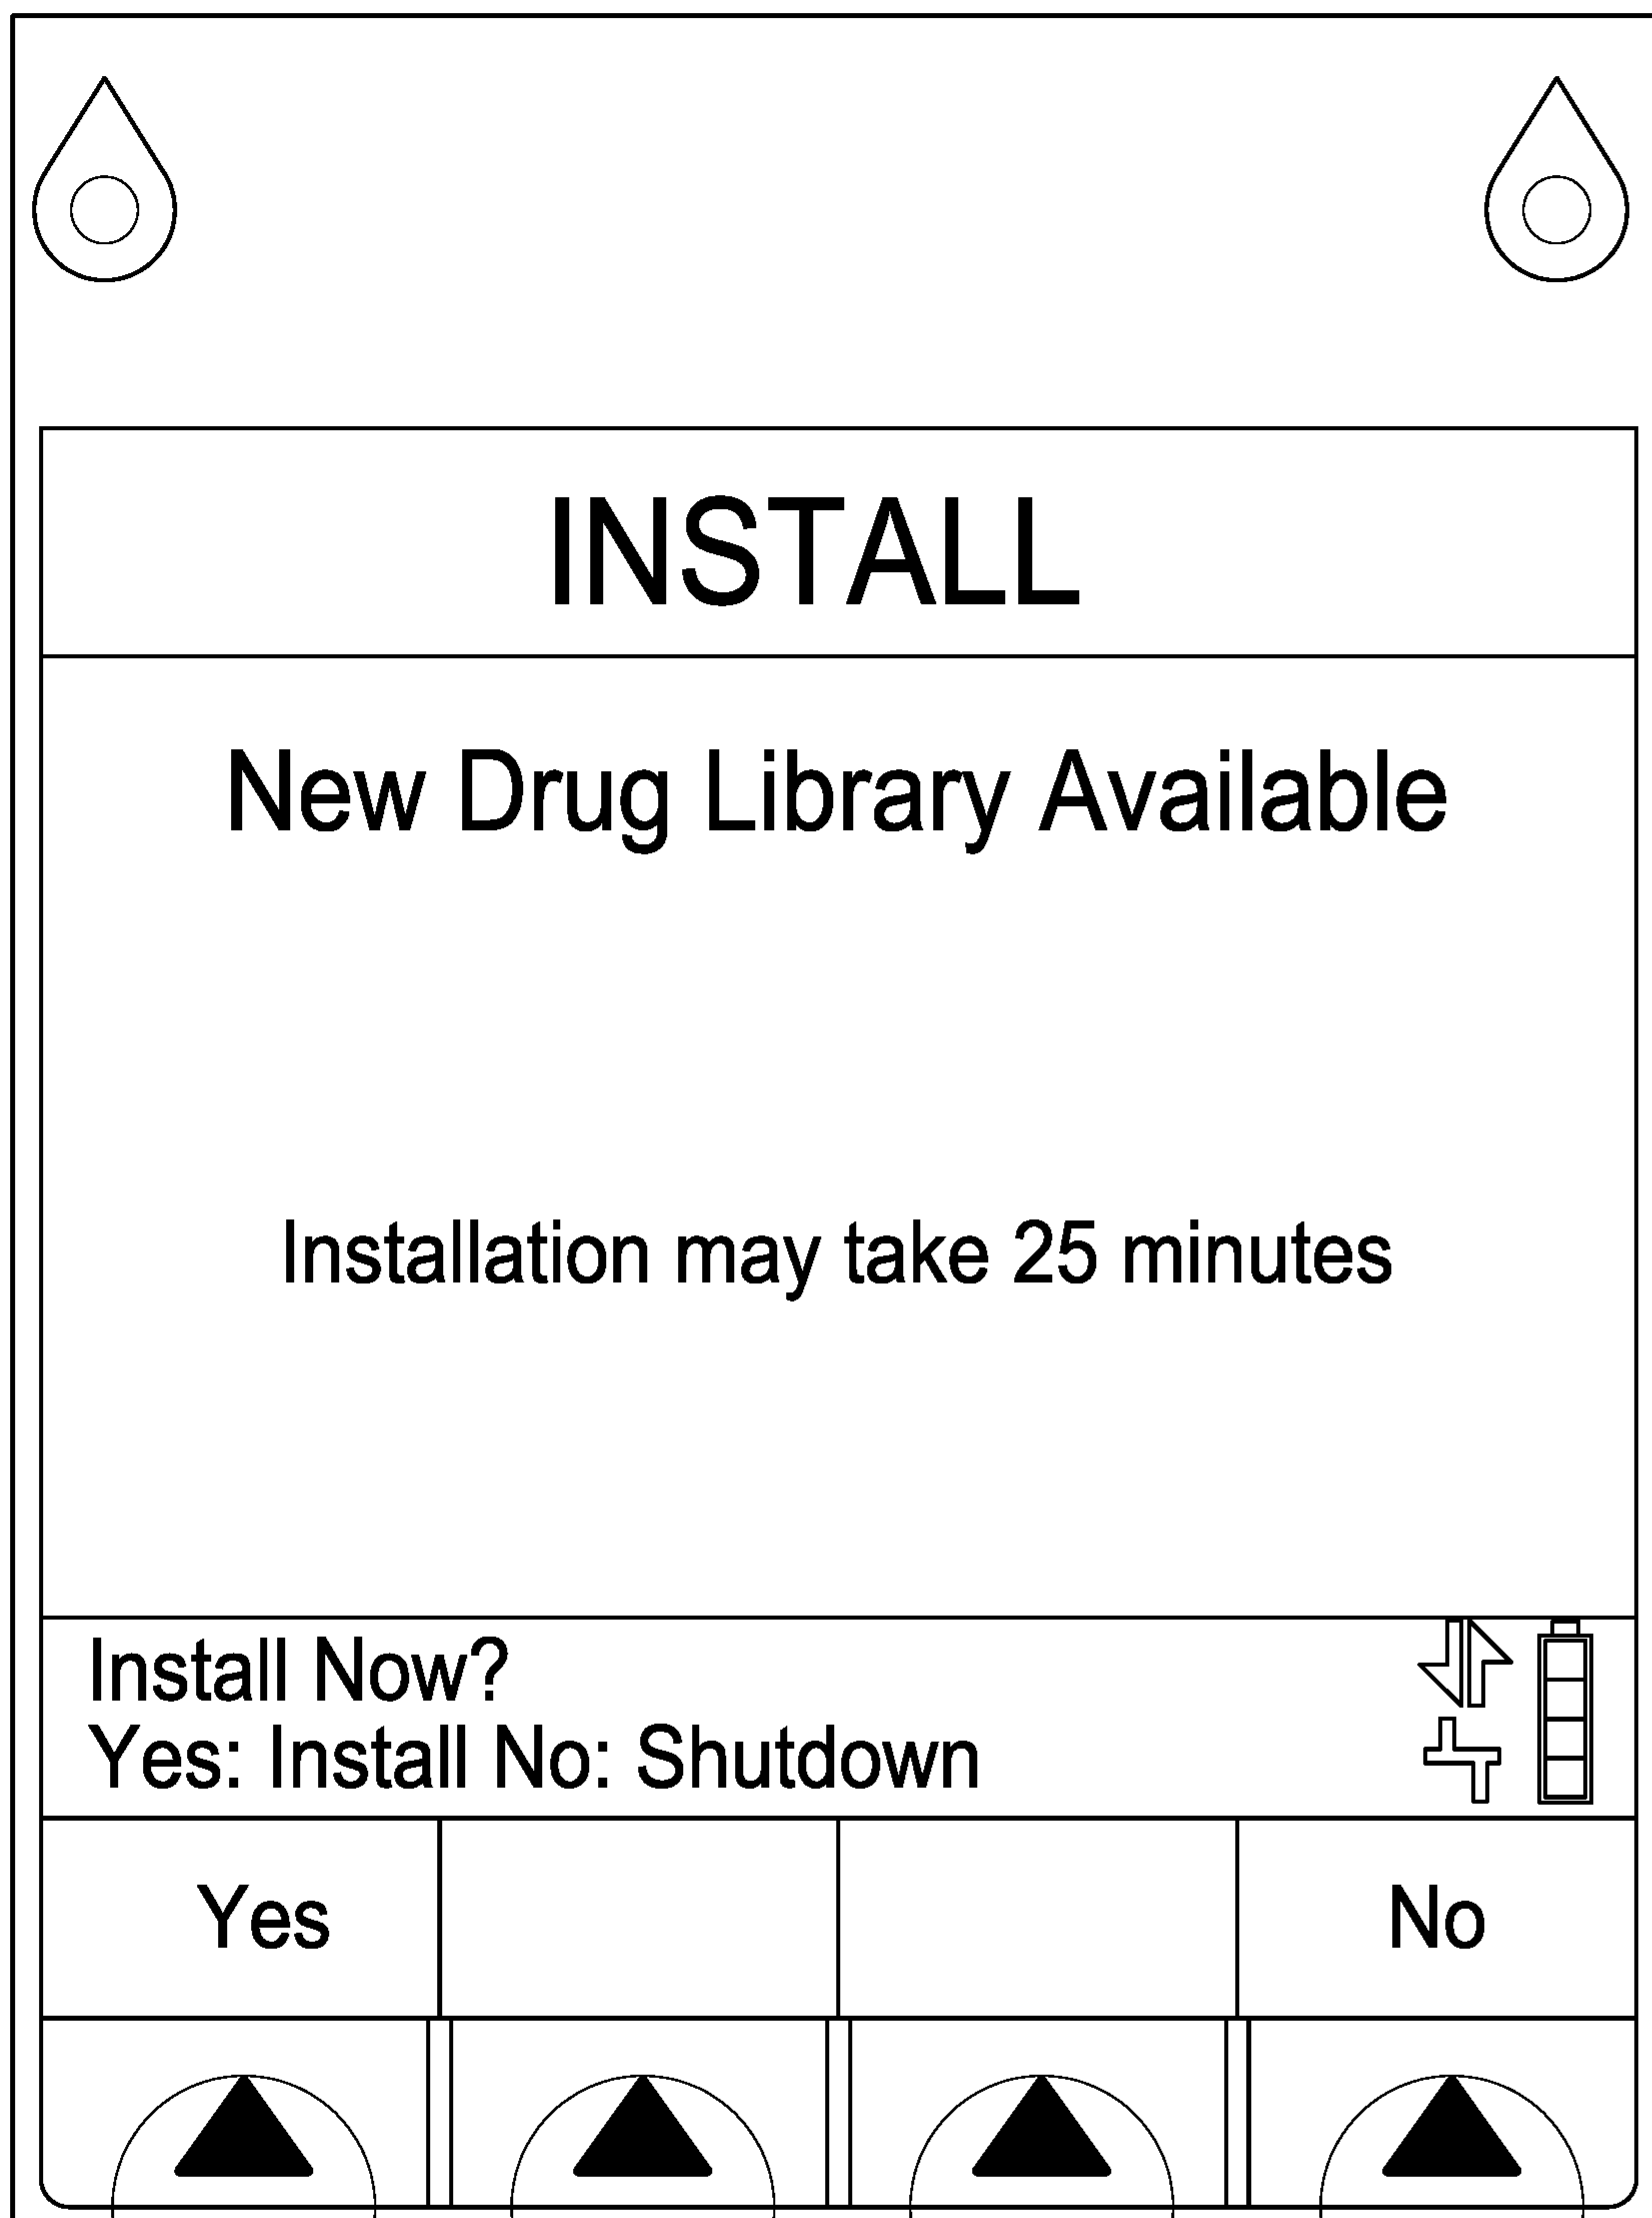 INSTALL
New Drug Library Available
Installation may take 25 minutes
Install Now?
Yes: Install No: Shutdown
Yes
No